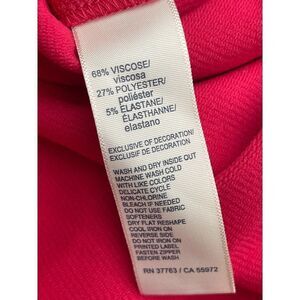 68% VISCOSE/
viscosa
27% POLYESTER/
poliéster
5% ELASTANE/
ÉLASTHANNE/
elastano
EXCLUSIVE OF DECORATION/
EXCLUSIF DE DECORATION
WASH AND DRY INSIDE OUT
MACHINE WASH COLD
WITH LIKE COLORS
DELICATE CYCLE
NON-CHLORINE
BLEACH IF NEEDED
DO NOT USE FABRIC
SOFTENERS
DRY FLAT RESHAPE
COOL IRON ON
REVERSE SIDE
DO NOT IRON ON
PRINTED LABEL
FASTEN ZIPPER
BEFORE WASH
RN 37763 / CA 55972